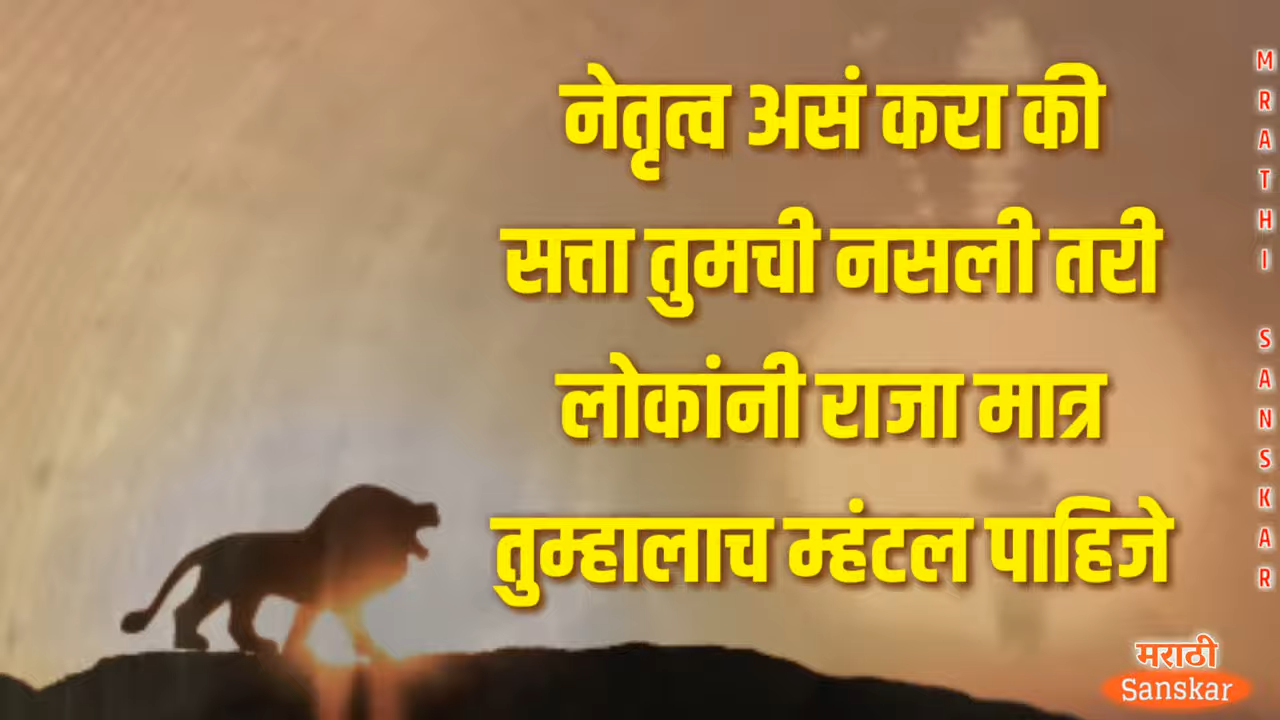 नेतृत्व असं करा की
सत्ता तुमची नसली तरी
लोकांनी राजा मात्र
तुम्हालाच म्हंटल पाहिजे
MRATHI SANSKAR
मराठी
Sanskar